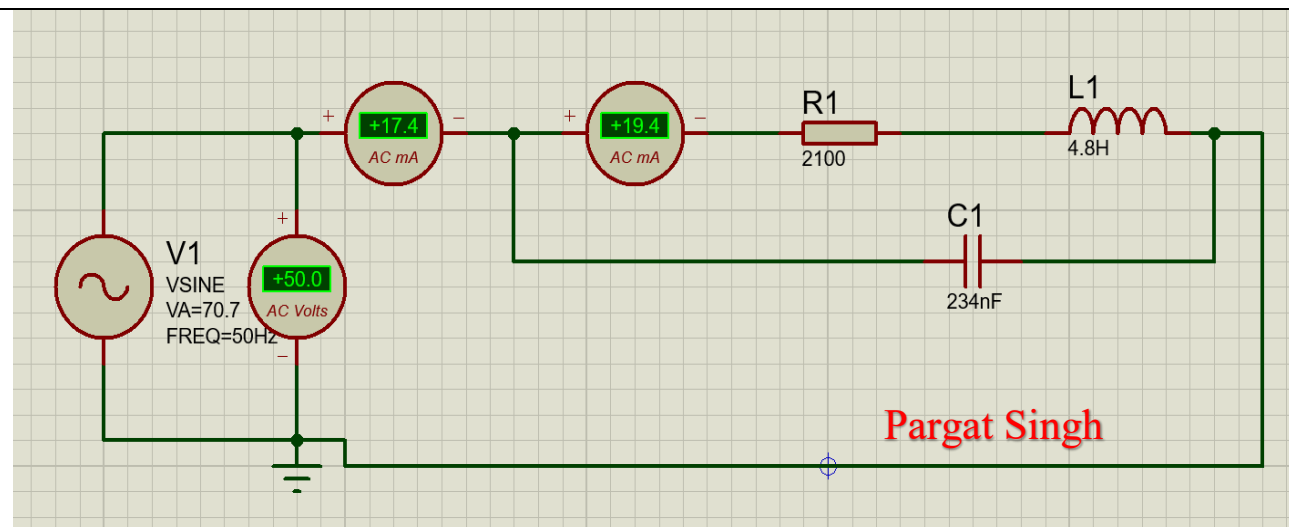 L1
R1
+ +17.4 − + +19.4 −
AC mA AC mA
2100 4.8H
C1
+
V1
VSINE +50.0
VA=70.7 AC Volts
234nF
FREQ=50Hz
−
Pargat Singh